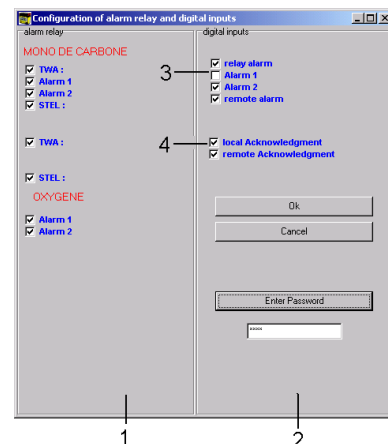 Configuration of alarm relay and digital inputs
alarm relay
MONO DE CARBONE
TWA :
Alarm 1
Alarm 2
STEL :
TWA :
STEL :
OXYGENE
Alarm 1
Alarm 2
1
digital inputs
relay alarm
3
Alarm 1
Alarm 2
remote alarm
4
local Acknowledgment
remote Acknowledgment
Ok
Cancel
Enter Password
****
2